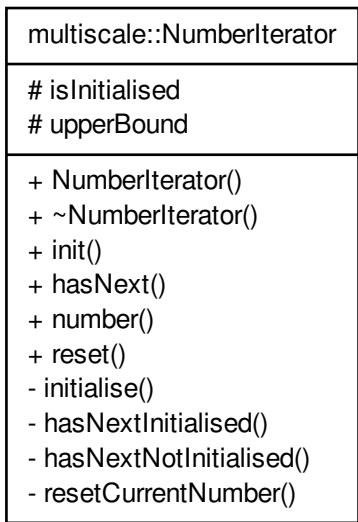 multiscale::NumberIterator
# isInitialised
# upperBound
+ NumberIterator()
+ ~NumberIterator()
+ init()
+ hasNext()
+ number()
+ reset()
- initialise()
- hasNextInitialised()
- hasNextNotInitialised()
- resetCurrentNumber()